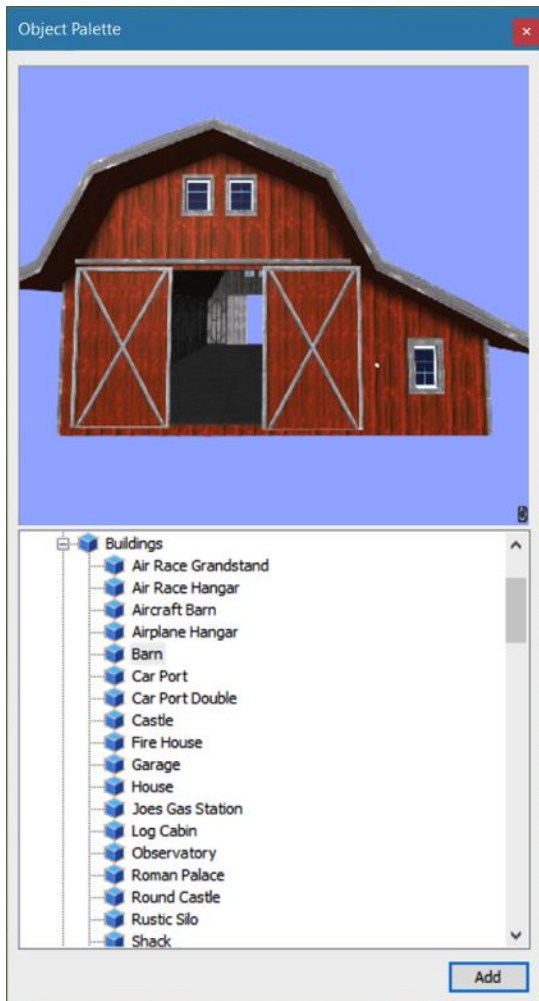 Object Palette
Buildings
Air Race Grandstand
Air Race Hangar
Aircraft Barn
Airplane Hangar
Barn
Car Port
Car Port Double
Castle
Fire House
Garage
House
Joes Gas Station
Log Cabin
Observatory
Roman Palace
Round Castle
Rustic Silo
Shack
Add